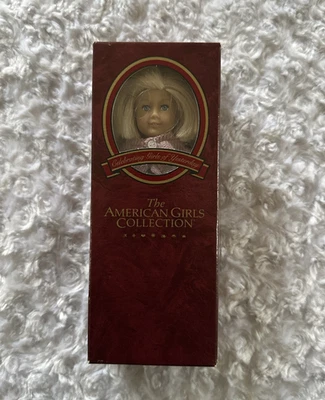 Celebrating Girls of Yesterday
The
AMERICAN GIRLS
COLLECTION